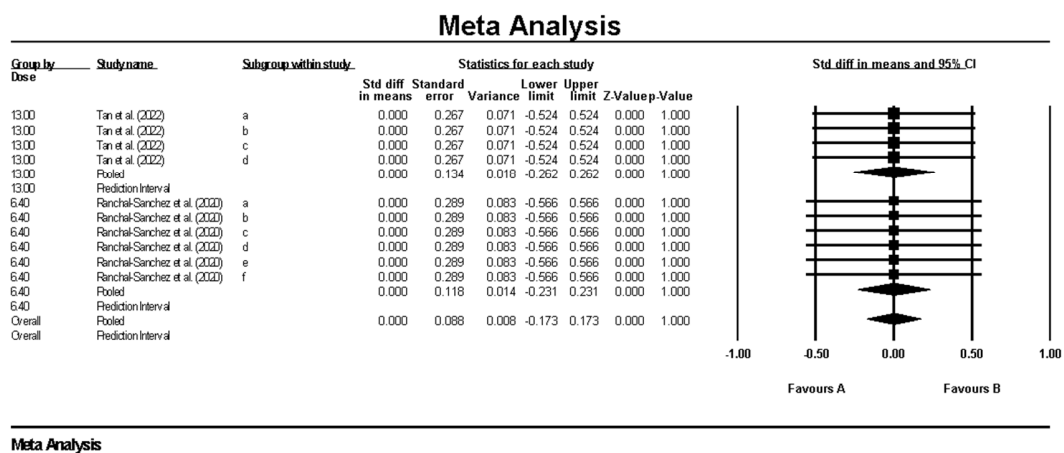 Meta Analysis
Group by Study name Subgroup within study Statistics for each study Std diff in means and 95% CI
Dose
Std diff Standard Lower Upper
in means error Variance limit limit Z-Value p-Value
13.00 Tan et al. (2022) a 0.000 0.267 0.071 -0.524 0.524 0.000 1.000
13.00 Tan et al. (2022) b 0.000 0.267 0.071 -0.524 0.524 0.000 1.000
13.00 Tan et al. (2022) c 0.000 0.267 0.071 -0.524 0.524 0.000 1.000
13.00 Tan et al. (2022) d 0.000 0.267 0.071 -0.524 0.524 0.000 1.000
13.00 Pooled 0.000 0.134 0.018 -0.262 0.262 0.000 1.000
13.00 Prediction Interval
6.40 Ranchal-Sanchez et al. (2020) a 0.000 0.289 0.083 -0.566 0.566 0.000 1.000
6.40 Ranchal-Sanchez et al. (2020) b 0.000 0.289 0.083 -0.566 0.566 0.000 1.000
6.40 Ranchal-Sanchez et al. (2020) c 0.000 0.289 0.083 -0.566 0.566 0.000 1.000
6.40 Ranchal-Sanchez et al. (2020) d 0.000 0.289 0.083 -0.566 0.566 0.000 1.000
6.40 Ranchal-Sanchez et al. (2020) e 0.000 0.289 0.083 -0.566 0.566 0.000 1.000
6.40 Ranchal-Sanchez et al. (2020) f 0.000 0.289 0.083 -0.566 0.566 0.000 1.000
6.40 Pooled 0.000 0.118 0.014 -0.231 0.231 0.000 1.000
6.40 Prediction Interval
Overall Pooled 0.000 0.088 0.008 -0.173 0.173 0.000 1.000
Overall Prediction Interval
-1.00 -0.50 0.00 0.50 1.00
Favours A Favours B
Meta Analysis